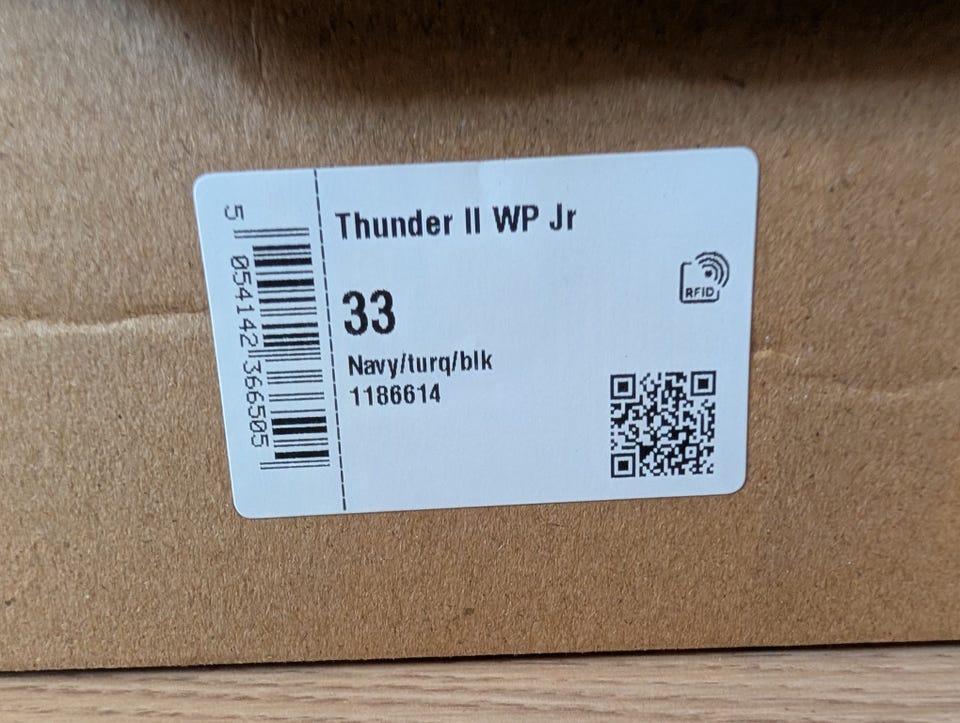 Thunder II WP Jr
33
Navy/turq/blk
1186614
RFID
5 054142 366505